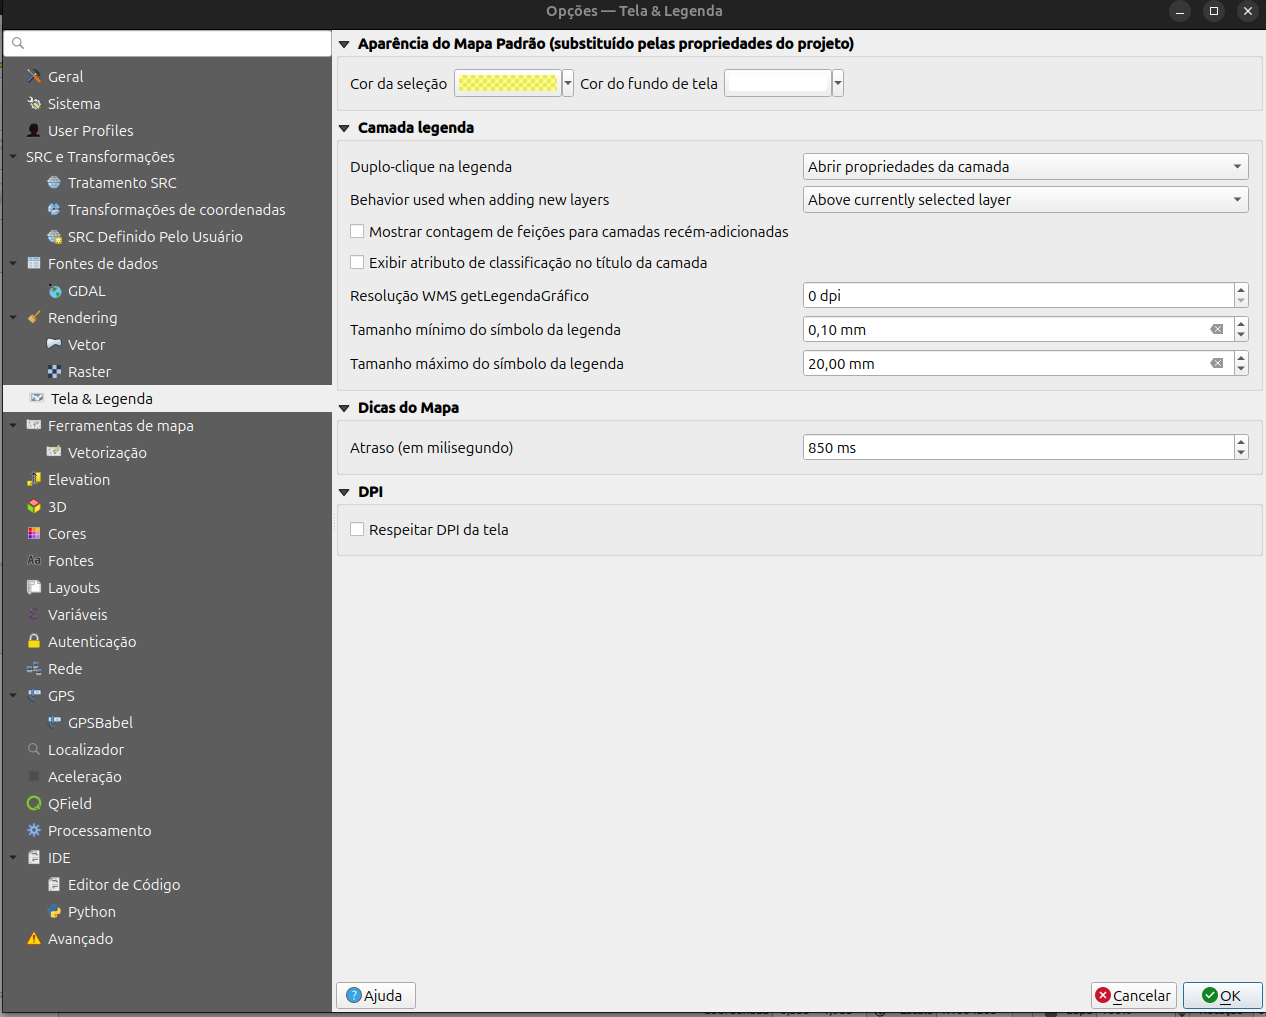 Opções — Tela & Legenda
Geral
Sistema
User Profiles
SRC e Transformações
Tratamento SRC
Transformações de coordenadas
SRC Definido Pelo Usuário
Fontes de dados
GDAL
Rendering
Vetor
Raster
Tela & Legenda
Ferramentas de mapa
Vetorização
Elevation
3D
Cores
Fontes
Layouts
Variáveis
Autenticação
Rede
GPS
GPSBabel
Localizador
Aceleração
QField
Processamento
IDE
Editor de Código
Python
Avançado
Aparência do Mapa Padrão (substituído pelas propriedades do projeto)
Cor da seleção Cor do fundo de tela
Camada legenda
Duplo-clique na legenda Abrir propriedades da camada
Behavior used when adding new layers Above currently selected layer
Mostrar contagem de feições para camadas recém-adicionadas
Exibir atributo de classificação no título da camada
Resolução WMS getLegendaGráfico 0 dpi
Tamanho mínimo do símbolo da legenda 0,10 mm
Tamanho máximo do símbolo da legenda 20,00 mm
Dicas do Mapa
Atraso (em milisegundo) 850 ms
DPI
Respeitar DPI da tela
Ajuda Cancelar OK